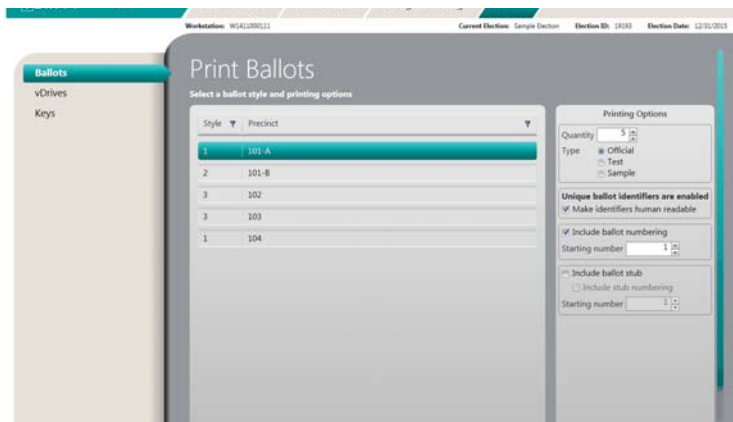 Workstation: W1411000111 Current Election: Sample Election Election ID: 19193 Election Date: 12/31/2015
Ballots
vDrives
Keys
Print Ballots
Select a ballot style and printing options
Style Precinct
1 101-A
2 101-B
3 102
3 103
1 104
Printing Options
Quantity 5
Type Official
Test
Sample
Unique ballot identifiers are enabled
Make identifiers human readable
Include ballot numbering
Starting number 1
Include ballot stub
Include stub numbering
Starting number 1